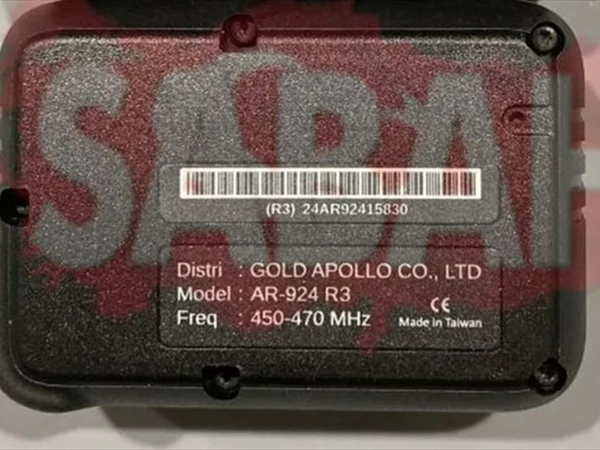 SABAH
(R3) 24AR92415830
Distri : GOLD APOLLO CO., LTD
Model : AR-924 R3
Freq : 450-470 MHz
CE
Made in Taiwan